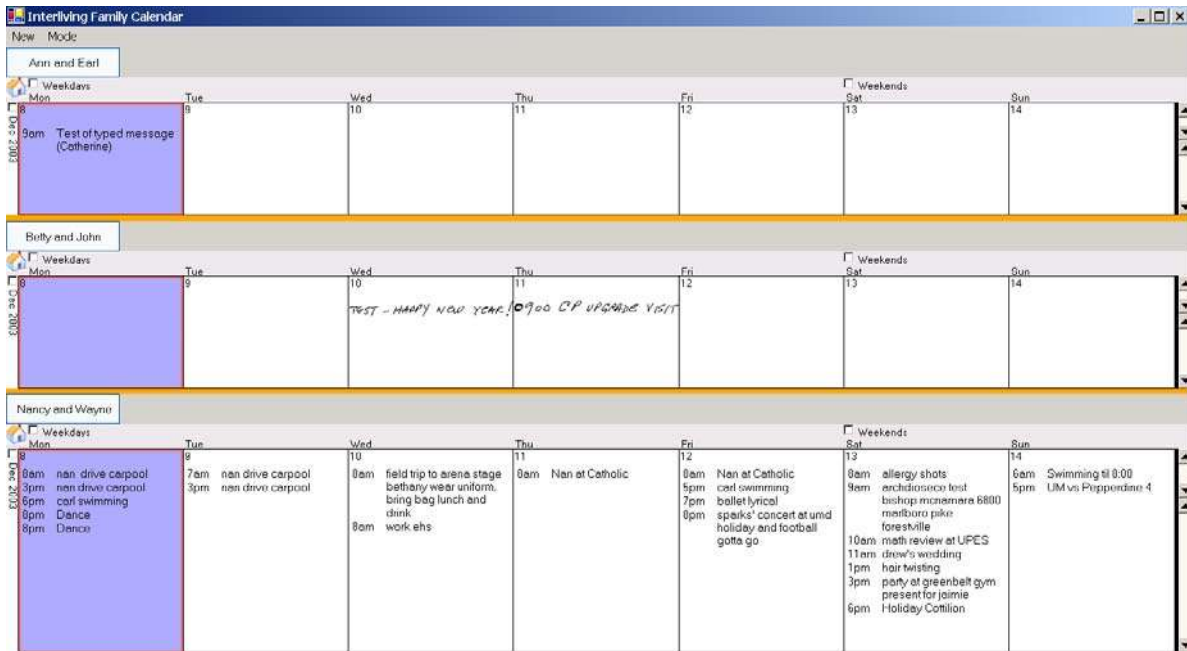 Interliving Family Calendar
New Mode
Ann and Earl
Weekdays Weekends
Mon Tue Wed Thu Fri Sat Sun
Dec 2003
8 9 10 11 12 13 14
9am Test of typed message
(Catherine)
Betty and John
Weekdays Weekends
Mon Tue Wed Thu Fri Sat Sun
Dec 2003
8 9 10 11 12 13 14
TEST - HAPPY NEW YEAR! 0900 CP UPGRADE VISIT
Nancy and Wayne
Weekdays Weekends
Mon Tue Wed Thu Fri Sat Sun
Dec 2003
8
8am nan drive carpool
3pm nan drive carpool
6pm carl swimming
8pm Dance
8pm Dance
9
7am nan drive carpool
3pm nan drive carpool
10
8am field trip to arena stage
bethany wear uniform,
bring bag lunch and
drink
8am work ehs
11
8am Nan at Catholic
12
8am Nan at Catholic
5pm carl swimming
7pm ballet lyrical
8pm sparks' concert at umd
holiday and football
gotta go
13
8am allergy shots
9am archdiosece test
bishop mcnamara 6800
marlboro pike
forestville
10am math review at UPES
11am drew's wedding
1pm hair twisting
3pm party at greenbelt gym
present for jaimie
6pm Holiday Cottilion
14
6am Swimming til 8:00
5pm UM vs Pepperdine 4